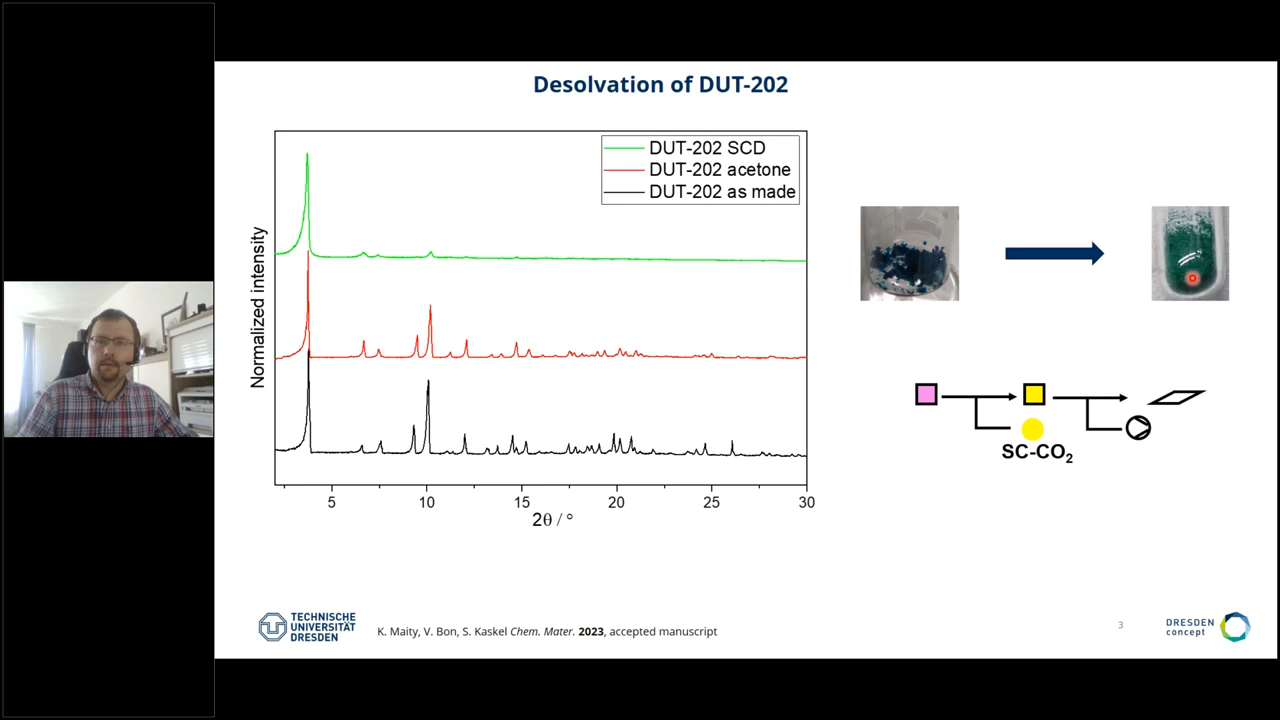 Desolvation of DUT-202
DUT-202 SCD
DUT-202 acetone
DUT-202 as made
Normalized intensity
5 10 15 20 25 30
2θ / °
SC-CO₂
TECHNISCHE
UNIVERSITÄT
DRESDEN
K. Maity, V. Bon, S. Kaskel Chem. Mater. 2023, accepted manuscript
3
DRESDEN
concept